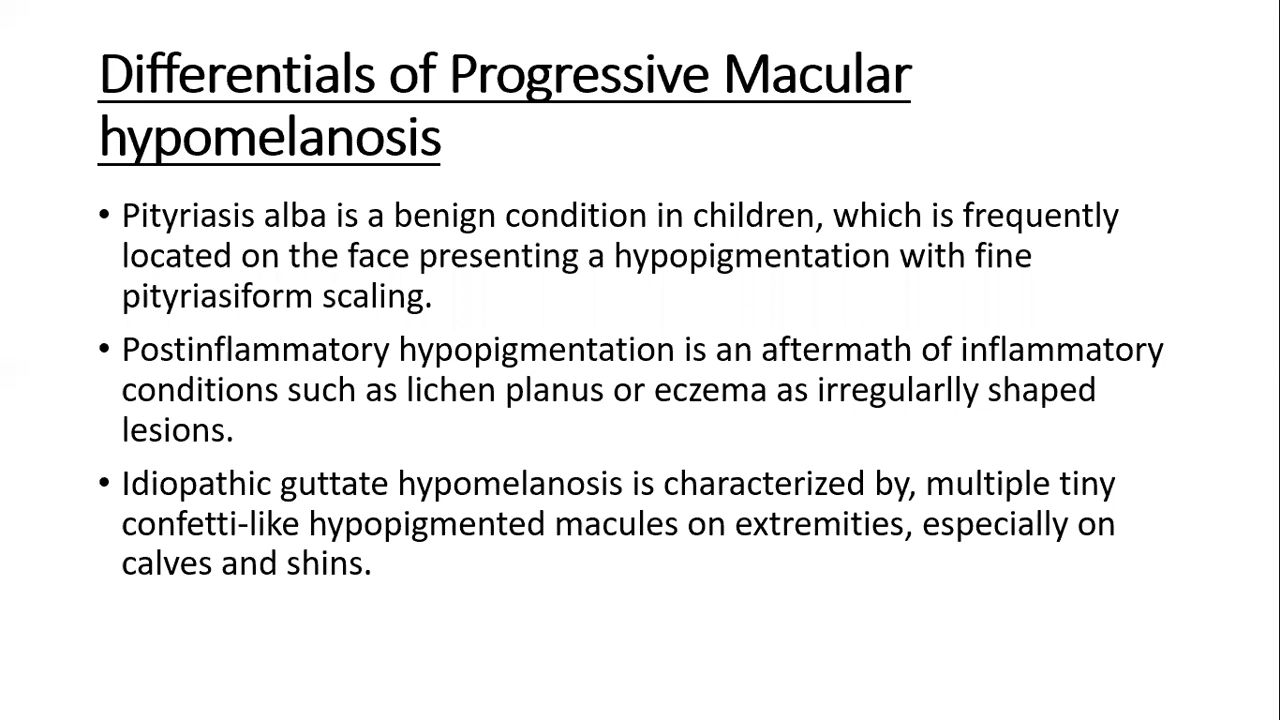 Differentials of Progressive Macular
hypomelanosis
• Pityriasis alba is a benign condition in children, which is frequently
located on the face presenting a hypopigmentation with fine
pityriasiform scaling.
• Postinflammatory hypopigmentation is an aftermath of inflammatory
conditions such as lichen planus or eczema as irregularlly shaped
lesions.
• Idiopathic guttate hypomelanosis is characterized by, multiple tiny
confetti-like hypopigmented macules on extremities, especially on
calves and shins.